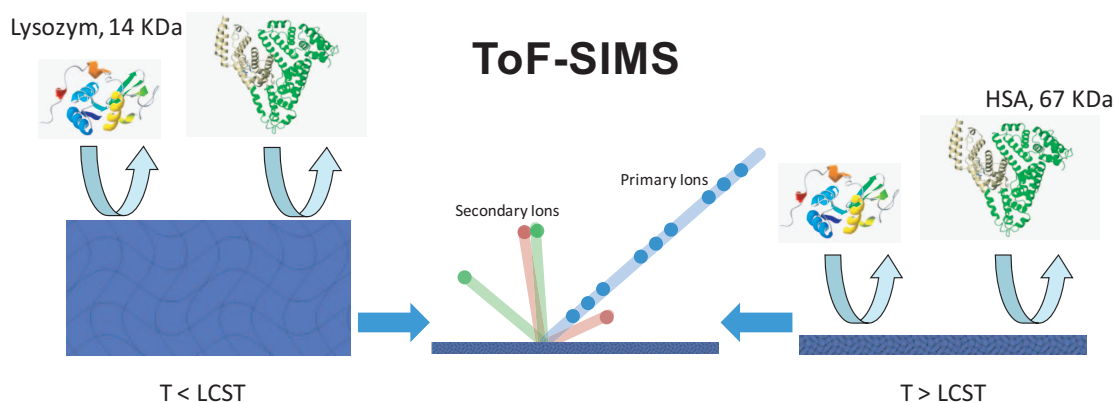 Lysozym, 14 KDa
ToF-SIMS
HSA, 67 KDa
Primary Ions
Secondary Ions
T < LCST
T > LCST